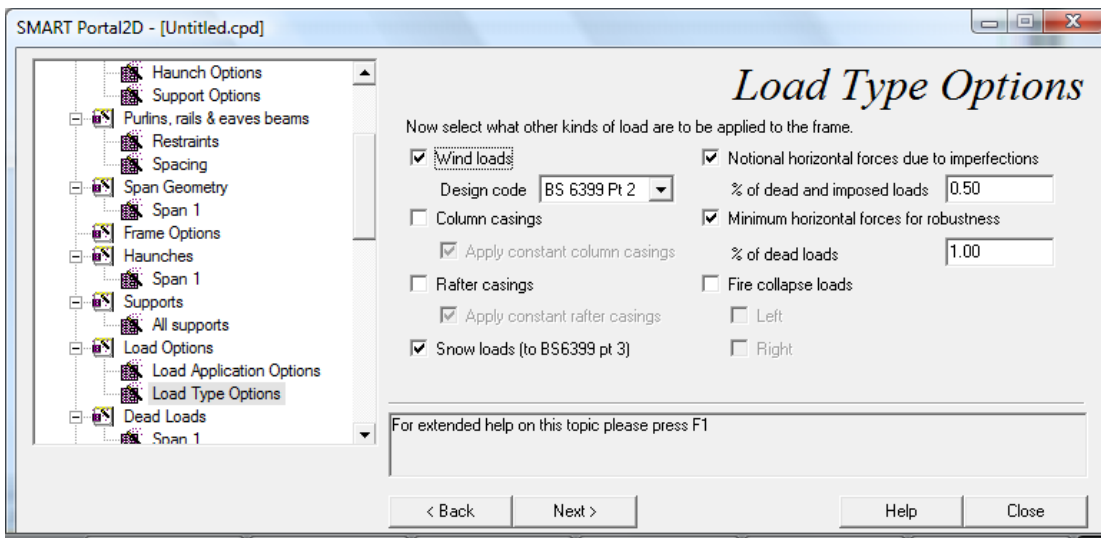 SMART Portal2D - [Untitled.cpd]
Haunch Options
Support Options
Purlins, rails & eaves beams
Restraints
Spacing
Span Geometry
Span 1
Frame Options
Haunches
Span 1
Supports
All supports
Load Options
Load Application Options
Load Type Options
Dead Loads
Span 1
Load Type Options
Now select what other kinds of load are to be applied to the frame.
Wind loads
Design code BS 6399 Pt 2
Column casings
Apply constant column casings
Rafter casings
Apply constant rafter casings
Snow loads (to BS6399 pt 3)
Notional horizontal forces due to imperfections
% of dead and imposed loads 0.50
Minimum horizontal forces for robustness
% of dead loads 1.00
Fire collapse loads
Left
Right
For extended help on this topic please press F1
< Back Next > Help Close